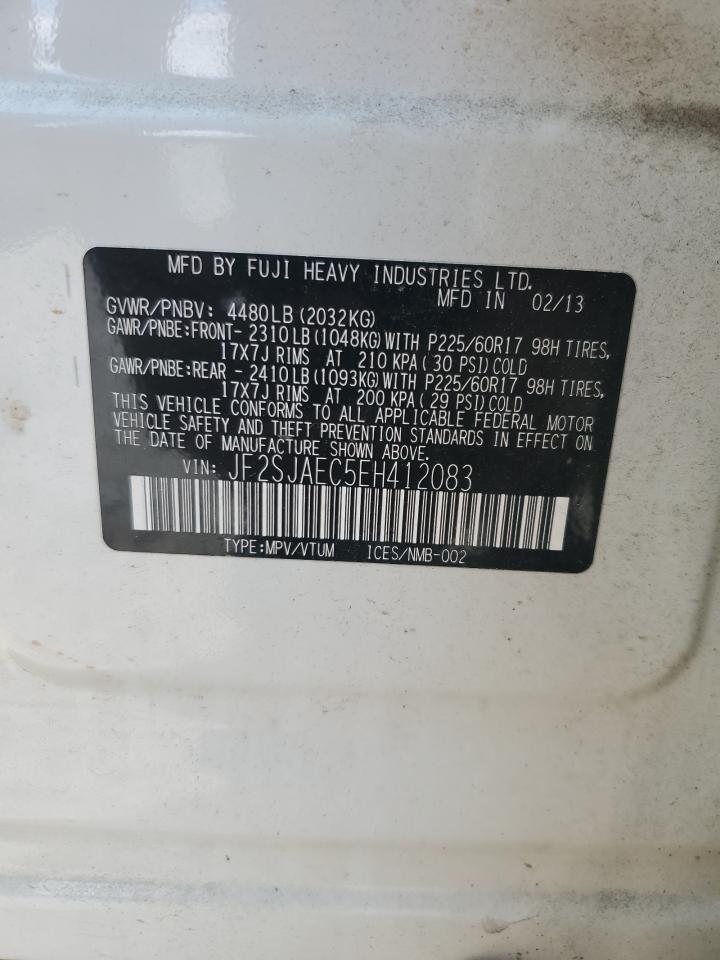 MFD BY FUJI HEAVY INDUSTRIES LTD.
MFD IN 02/13
GVWR/PNBV: 4480LB(2032KG)
GAWR/PNBE:FRONT- 2310LB(1048KG)WITH P225/60R17 98H TIRES,
17X7J RIMS AT 210 KPA( 30 PSI)COLD
GAWR/PNBE:REAR - 2410LB(1093KG)WITH P225/60R17 98H TIRES,
17X7J RIMS AT 200 KPA( 29 PSI)COLD
THIS VEHICLE CONFORMS TO ALL APPLICABLE FEDERAL MOTOR
VEHICLE SAFETY AND THEFT PREVENTION STANDARDS IN EFFECT ON
THE DATE OF MANUFACTURE SHOWN ABOVE.
VIN: JF2SJAEC5EH412083
TYPE:MPV/VTUM ICES/NMB-002